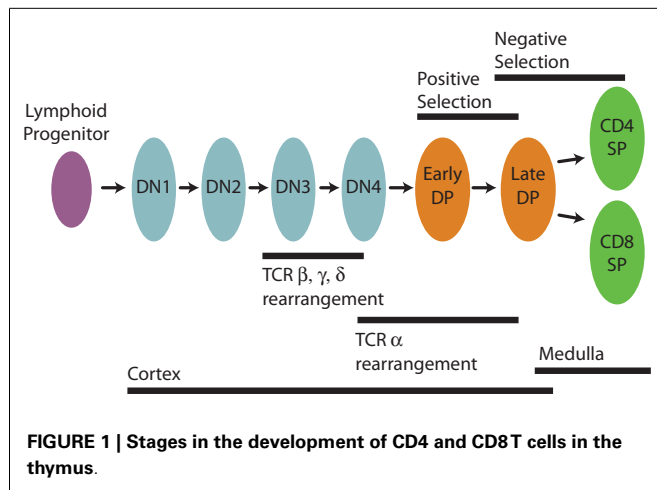 Negative
Selection
Positive
Selection
Lymphoid
Progenitor
CD4
SP
DN1
DN2
DN3
DN4
Early
DP
Late
DP
CD8
SP
TCR β, γ, δ
rearrangement
TCR α
rearrangement
Medulla
Cortex
FIGURE 1 | Stages in the development of CD4 and CD8 T cells in the
thymus.